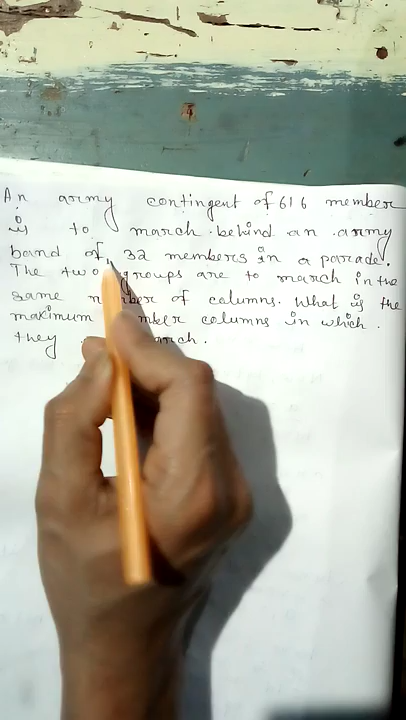 An army contingent of 616 member
is to march behind an army
band of 32 members in a parade.
The two groups are to march in the
same number of columns. What is the
maximum columns in which
they